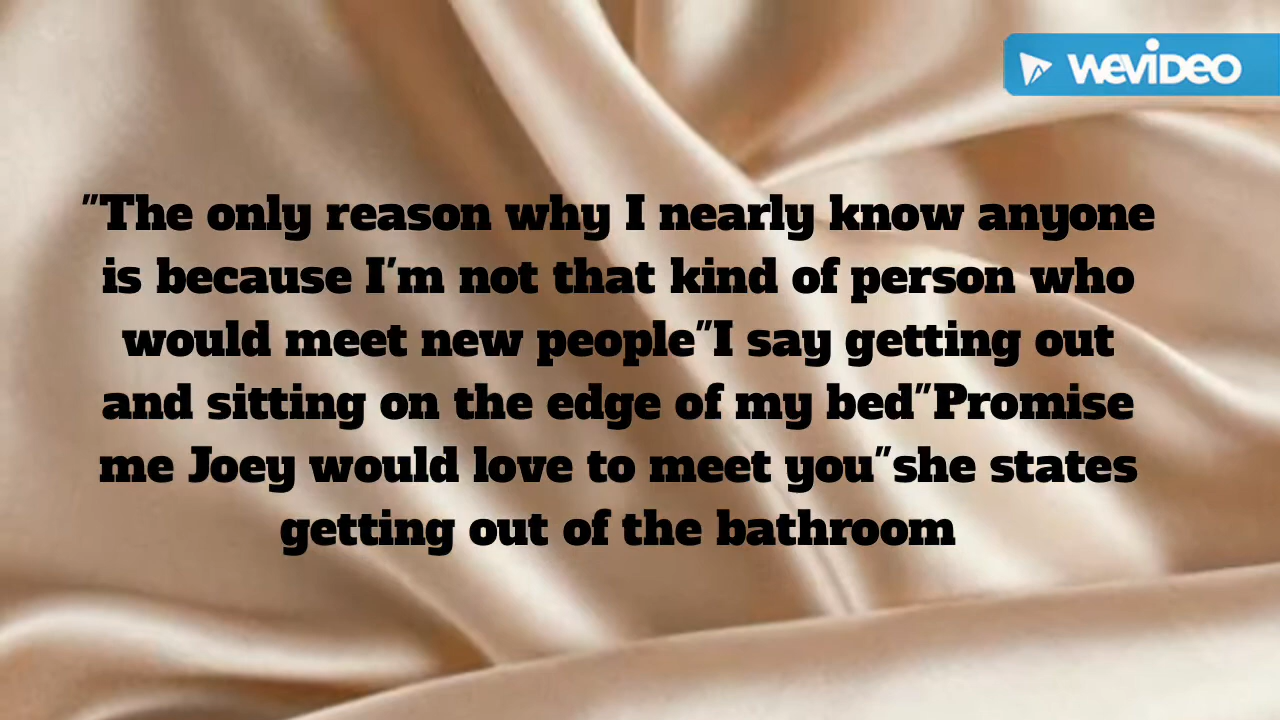 WEVIDEO
"The only reason why I nearly know anyone
is because I'm not that kind of person who
would meet new people"I say getting out
and sitting on the edge of my bed"Promise
me Joey would love to meet you"she states
getting out of the bathroom